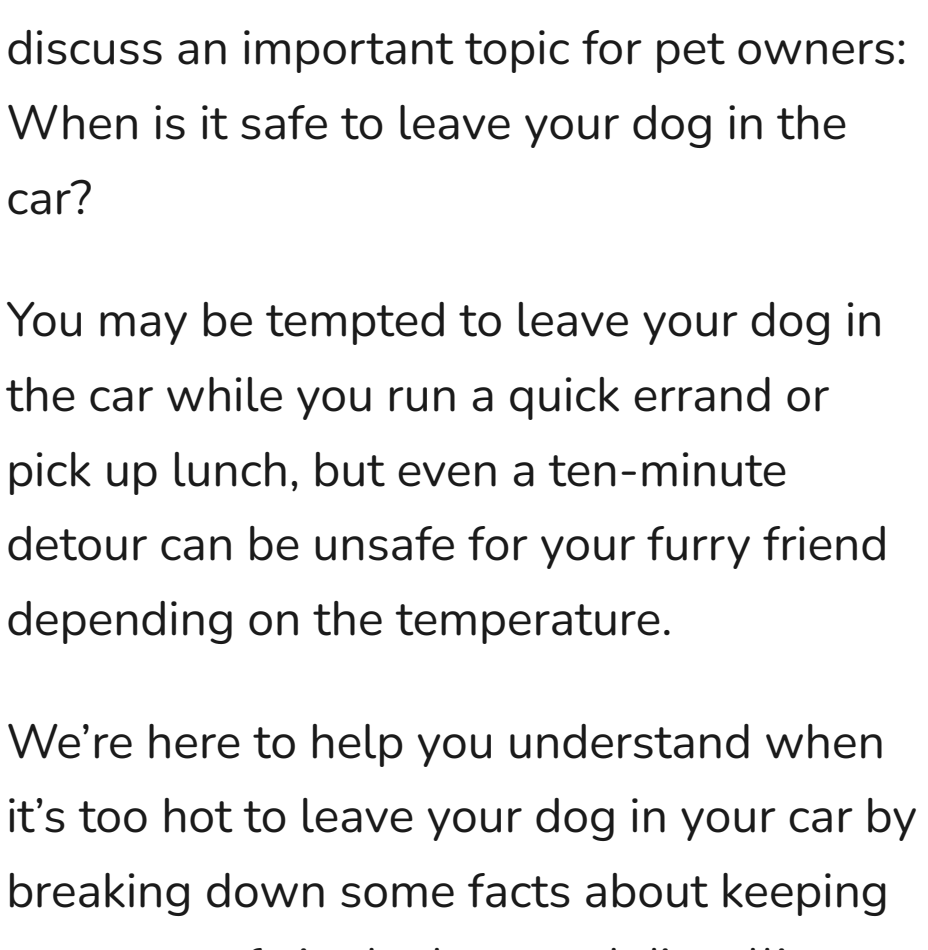 discuss an important topic for pet owners:
When is it safe to leave your dog in the
car?
You may be tempted to leave your dog in
the car while you run a quick errand or
pick up lunch, but even a ten-minute
detour can be unsafe for your furry friend
depending on the temperature.
We’re here to help you understand when
it’s too hot to leave your dog in your car by
breaking down some facts about keeping